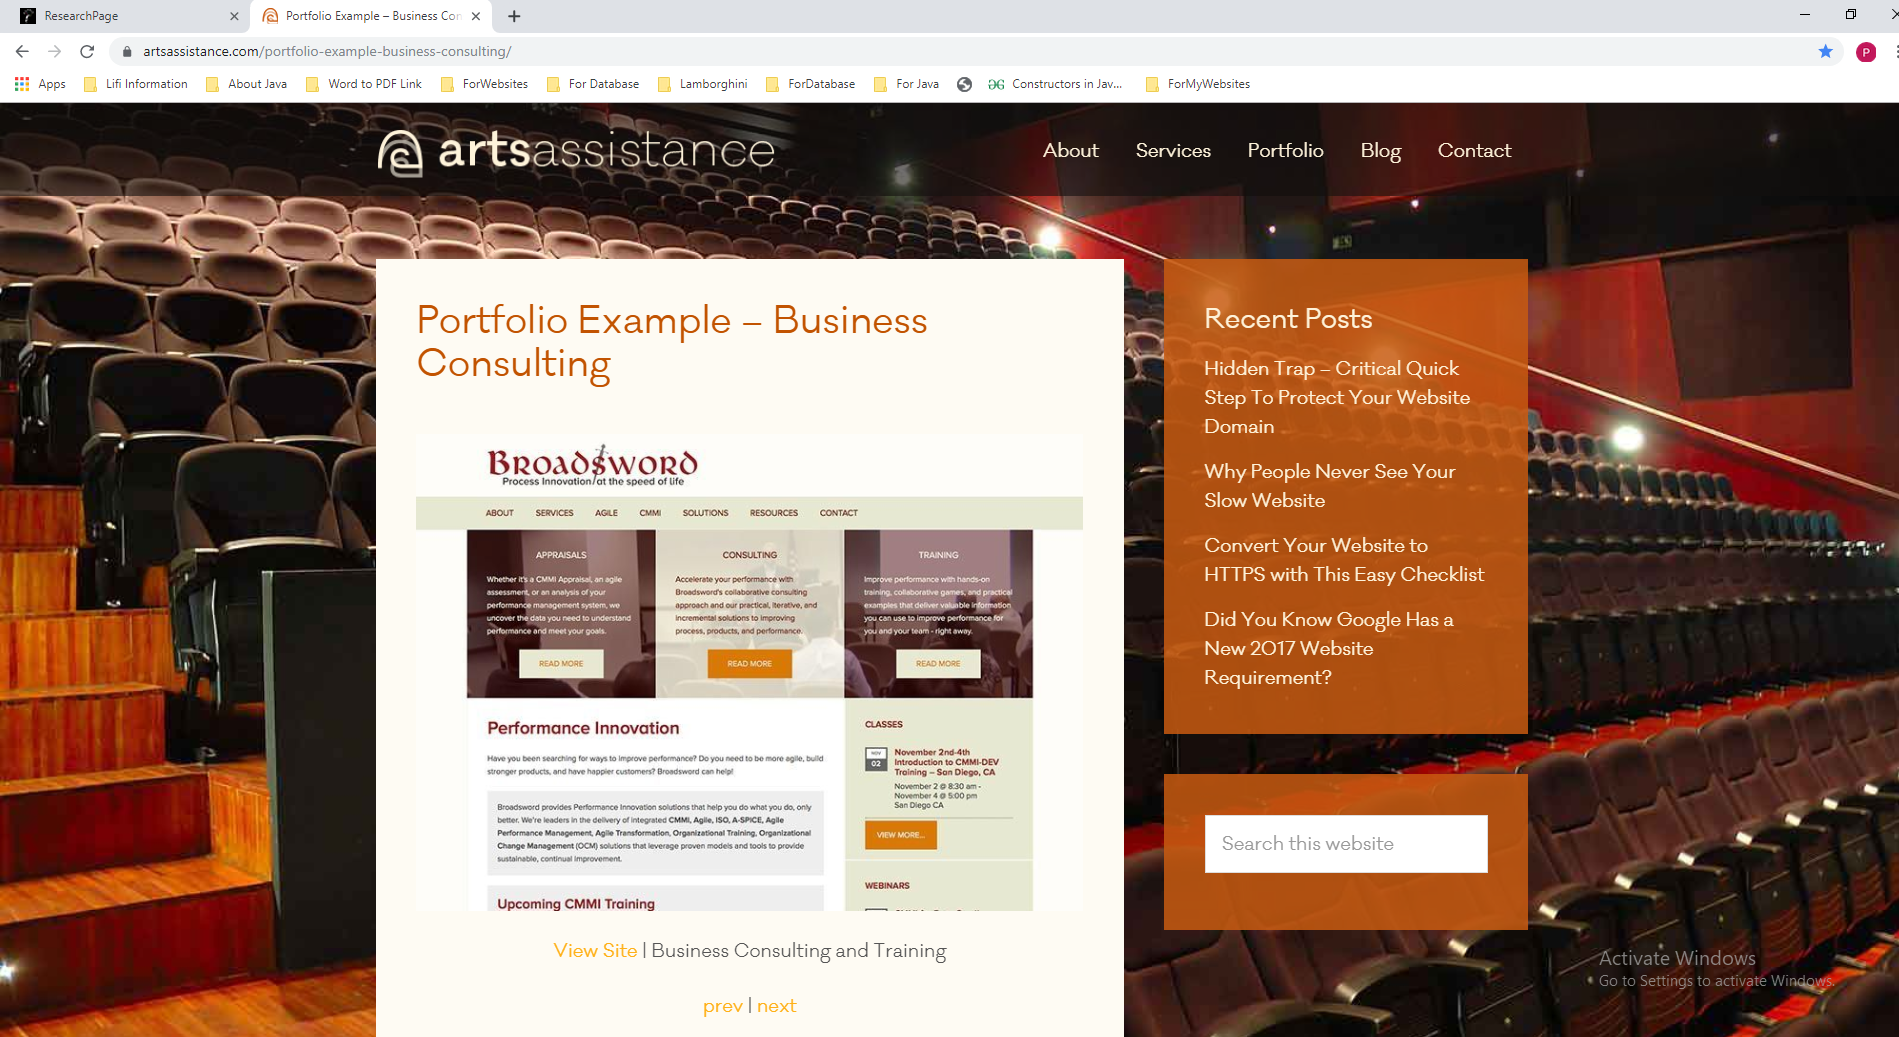 ResearchPage
Portfolio Example – Business Con
artsassistance.com/portfolio-example-business-consulting/
P
Apps
Lifi Information
About Java
Word to PDF Link
ForWebsites
For Database
Lamborghini
ForDatabase
For Java
Constructors in Jav...
ForMyWebsites
artsassistance
About
Services
Portfolio
Blog
Contact
Portfolio Example – Business
Consulting
BROADSWORD
Process Innovation at the speed of life
ABOUT
SERVICES
AGILE
CMMI
SOLUTIONS
RESOURCES
CONTACT
APPRAISALS
Whether it's a CMMI Appraisal, an agile
assessment, or an analysis of your
performance management system, we
uncover the data you need to understand
performance and meet your goals.
READ MORE
CONSULTING
Accelerate your performance with
Broadsword's collaborative consulting
approach and our practical, iterative, and
incremental solutions to improving
process, products, and performance.
READ MORE
TRAINING
Improve performance with hands-on
training, collaborative games, and practical
examples that deliver valuable information
you can use to improve performance for
you and your team - right away.
READ MORE
Performance Innovation
Have you been searching for ways to improve performance? Do you need to be more agile, build
stronger products, and have happier customers? Broadsword can help!
Broadsword provides Performance Innovation solutions that help you do what you do, only
better. We're leaders in the delivery of integrated CMMI, Agile, ISO, A-SPICE, Agile
Performance Management, Agile Transformation, Organizational Training, Organizational
Change Management (OCM) solutions that leverage proven models and tools to provide
sustainable, continual improvement.
Upcoming CMMI Training
CLASSES
NOV
02
November 2nd-4th
Introduction to CMMI-DEV
Training – San Diego, CA
November 2 @ 8:30 am -
November 4 @ 5:00 pm
San Diego CA
VIEW MORE...
WEBINARS
View Site | Business Consulting and Training
prev | next
Recent Posts
Hidden Trap – Critical Quick
Step To Protect Your Website
Domain
Why People Never See Your
Slow Website
Convert Your Website to
HTTPS with This Easy Checklist
Did You Know Google Has a
New 2017 Website
Requirement?
Search this website
Activate Windows
Go to Settings to activate Windows.